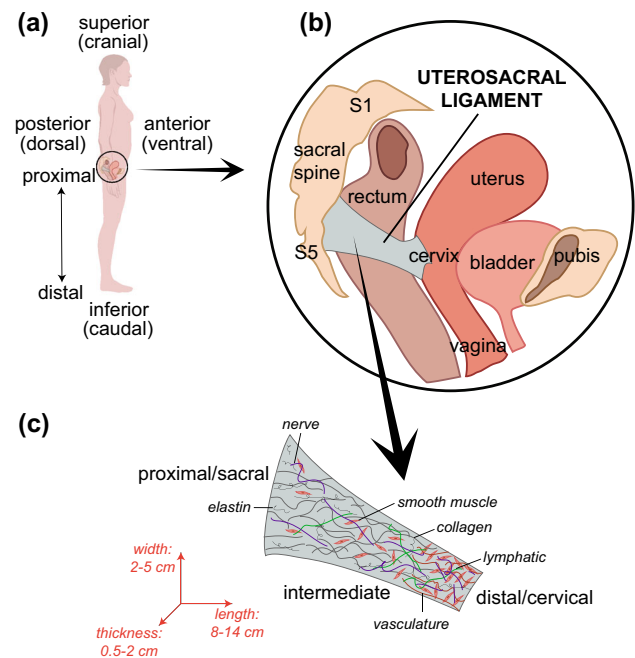 (a)
superior
(cranial)
posterior
(dorsal)
anterior
(ventral)
proximal
distal
inferior
(caudal)
(b)
UTEROSACRAL
LIGAMENT
S1
sacral
spine
rectum
uterus
S5
cervix
bladder
pubis
vagina
(c)
nerve
proximal/sacral
elastin
smooth muscle
collagen
lymphatic
intermediate
distal/cervical
vasculature
width:
2-5 cm
length:
8-14 cm
thickness:
0.5-2 cm